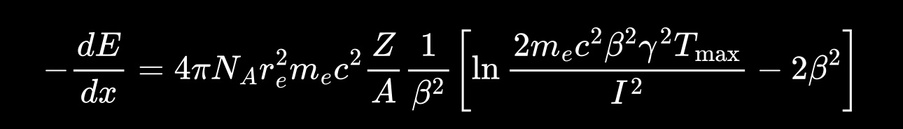 $$-\frac{dE}{dx} = 4\pi N_A r_e^2 m_e c^2 \frac{Z}{A} \frac{1}{\beta^2} \left[ \ln \frac{2 m_e c^2 \beta^2 \gamma^2 T_{\max}}{I^2} - 2\beta^2 \right]$$